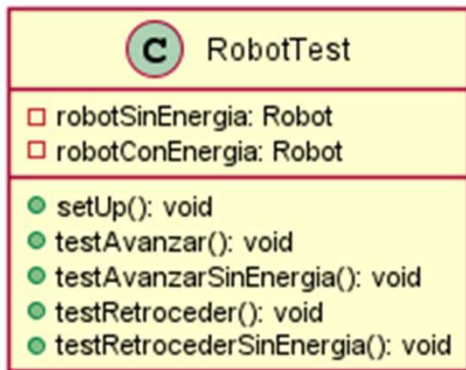 C RobotTest
robotSinEnergia: Robot
robotConEnergia: Robot
setUp(): void
testAvanzar(): void
testAvanzarSinEnergia(): void
testRetroceder(): void
testRetrocederSinEnergia(): void